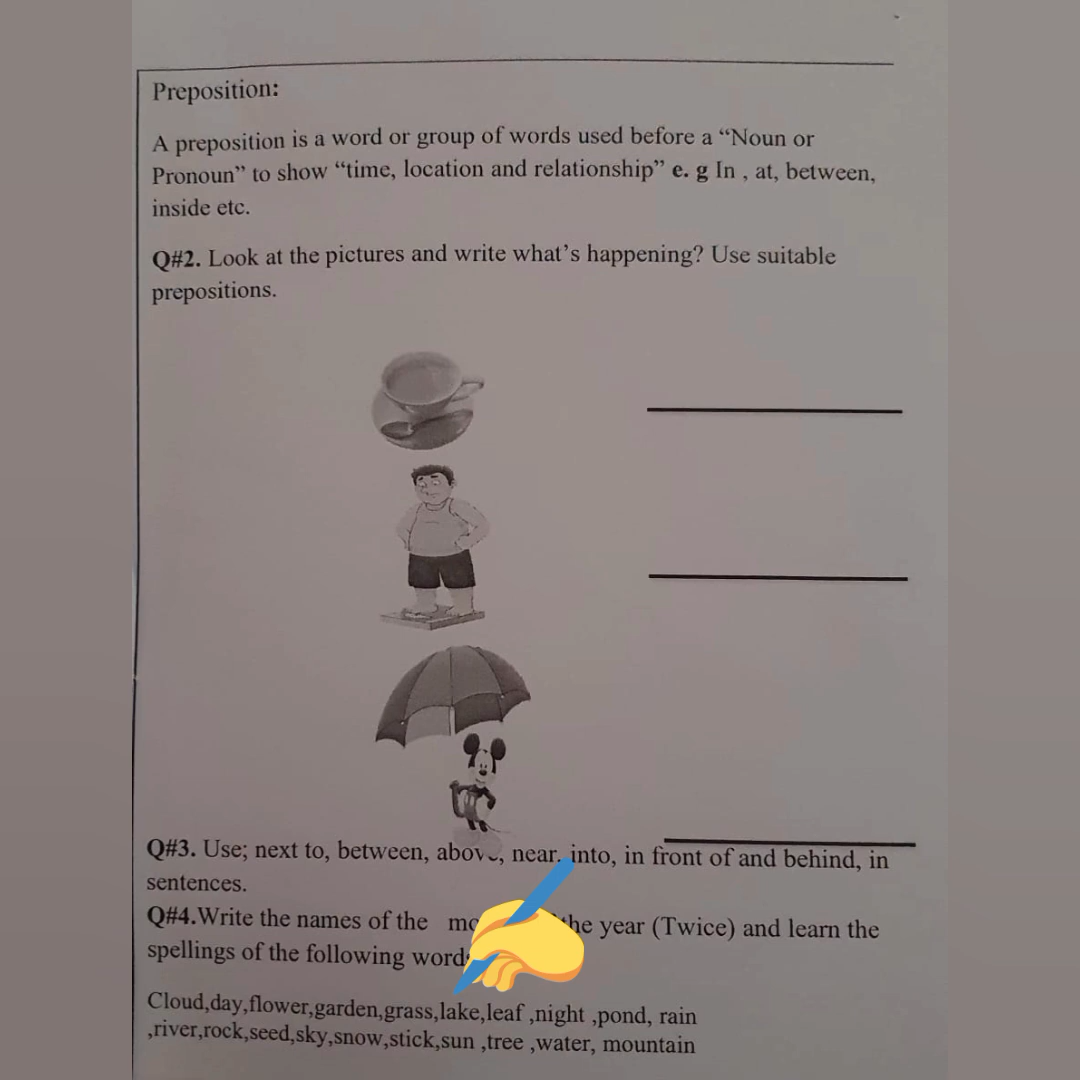 Preposition:
A preposition is a word or group of words used before a “Noun or
Pronoun” to show “time, location and relationship” e. g In , at, between,
inside etc.
Q#2. Look at the pictures and write what’s happening? Use suitable
prepositions.
Q#3. Use; next to, between, above, near, into, in front of and behind, in
sentences.
Q#4.Write the names of the the year (Twice) and learn the
spellings of the following
Cloud,day,flower,garden,grass,lake,leaf ,night ,pond, rain
,river,rock,seed,sky,snow,stick,sun ,tree ,water, mountain